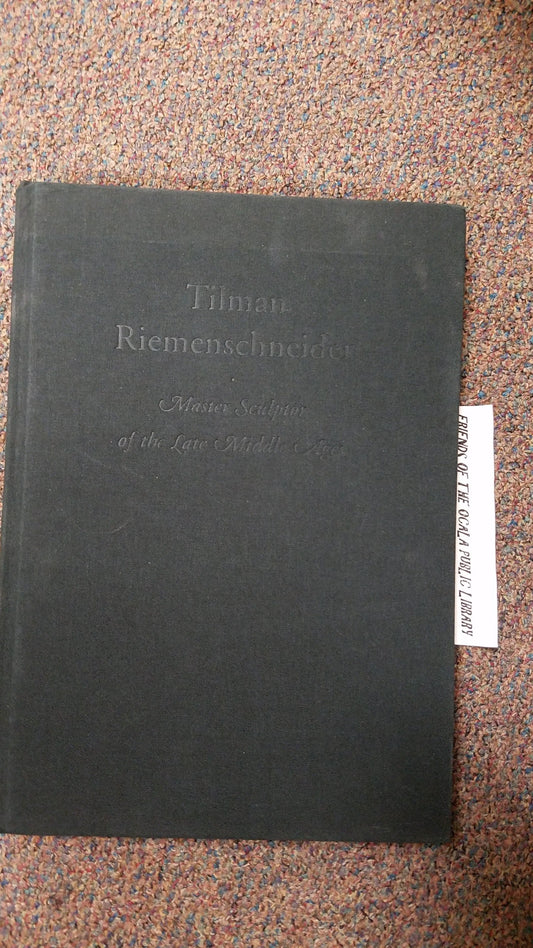 Tilman
Riemenschneider
Master Sculptor
of the Late Middle Ages
FRIENDS OF THE OCALA PUBLIC LIBRARY